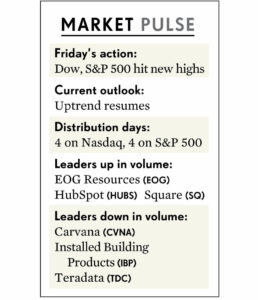 MARKET PULSE
Friday's action:
Dow, S&P 500 hit new highs
Current outlook:
Uptrend resumes
Distribution days:
4 on Nasdaq, 4 on S&P 500
Leaders up in volume:
EOG Resources (EOG)
HubSpot (HUBS) Square (SQ)
Leaders down in volume:
Carvana (CVNA)
Installed Building
Products (IBP)
Teradata (TDC)